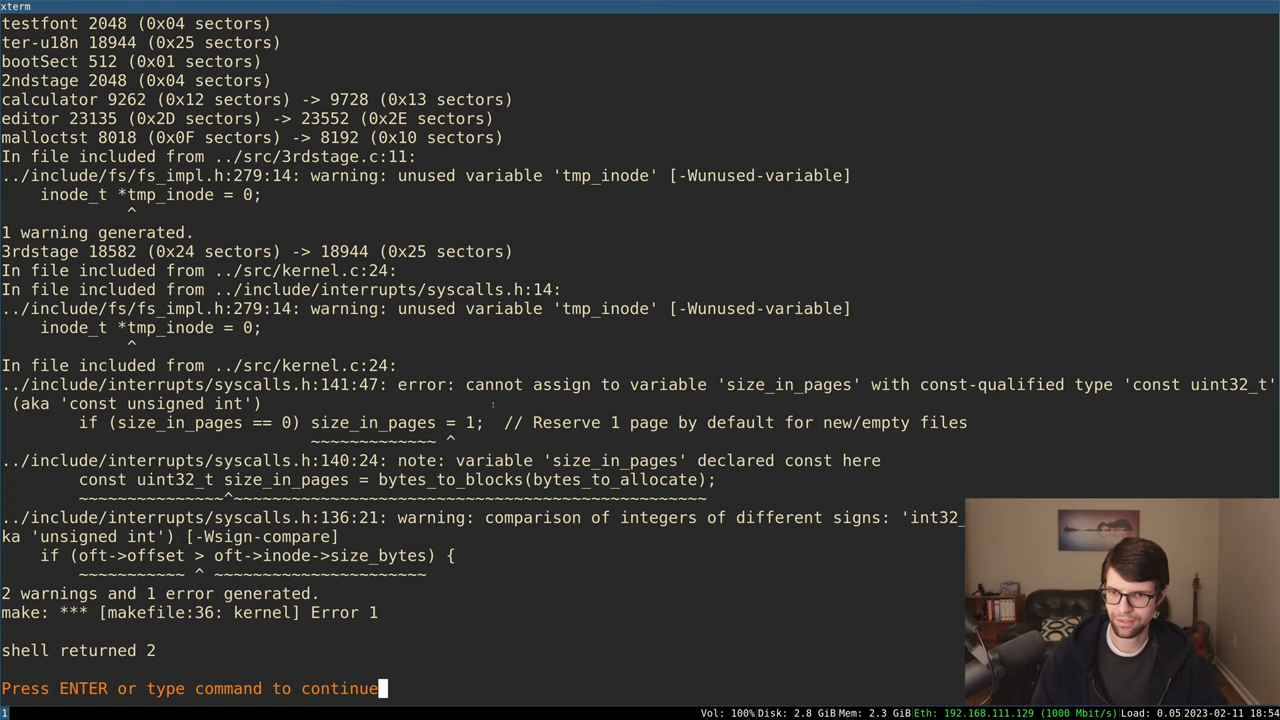 xterm
testfont 2048 (0x04 sectors)
ter-u18n 18944 (0x25 sectors)
bootSect 512 (0x01 sectors)
2ndstage 2048 (0x04 sectors)
calculator 9262 (0x12 sectors) -> 9728 (0x13 sectors)
editor 23135 (0x2D sectors) -> 23552 (0x2E sectors)
malloctst 8018 (0x0F sectors) -> 8192 (0x10 sectors)
In file included from ../src/3rdstage.c:11:
../include/fs/fs_impl.h:279:14: warning: unused variable 'tmp_inode' [-Wunused-variable]
    inode_t *tmp_inode = 0;
             ^
1 warning generated.
3rdstage 18582 (0x24 sectors) -> 18944 (0x25 sectors)
In file included from ../src/kernel.c:24:
In file included from ../include/interrupts/syscalls.h:14:
../include/fs/fs_impl.h:279:14: warning: unused variable 'tmp_inode' [-Wunused-variable]
    inode_t *tmp_inode = 0;
             ^
In file included from ../src/kernel.c:24:
../include/interrupts/syscalls.h:141:47: error: cannot assign to variable 'size_in_pages' with const-qualified type 'const uint32_t'
 (aka 'const unsigned int')
        if (size_in_pages == 0) size_in_pages = 1;  // Reserve 1 page by default for new/empty files
                                ~~~~~~~~~~~~~ ^
../include/interrupts/syscalls.h:140:24: note: variable 'size_in_pages' declared const here
        const uint32_t size_in_pages = bytes_to_blocks(bytes_to_allocate);
        ~~~~~~~~~~~~~~~^~~~~~~~~~~~~~~~~~~~~~~~~~~~~~~~~~~~~~~~~~~~~~~~~
../include/interrupts/syscalls.h:136:21: warning: comparison of integers of different signs: 'int32_
ka 'unsigned int') [-Wsign-compare]
    if (oft->offset > oft->inode->size_bytes) {
        ~~~~~~~~~~~ ^ ~~~~~~~~~~~~~~~~~~~~~~
2 warnings and 1 error generated.
make: *** [makefile:36: kernel] Error 1
shell returned 2
Press ENTER or type command to continue
1 Vol: 100% Disk: 2.8 GiB Mem: 2.3 GiB Eth: 192.168.111.129 (1000 Mbit/s) Load: 0.05 2023-02-11 18:54